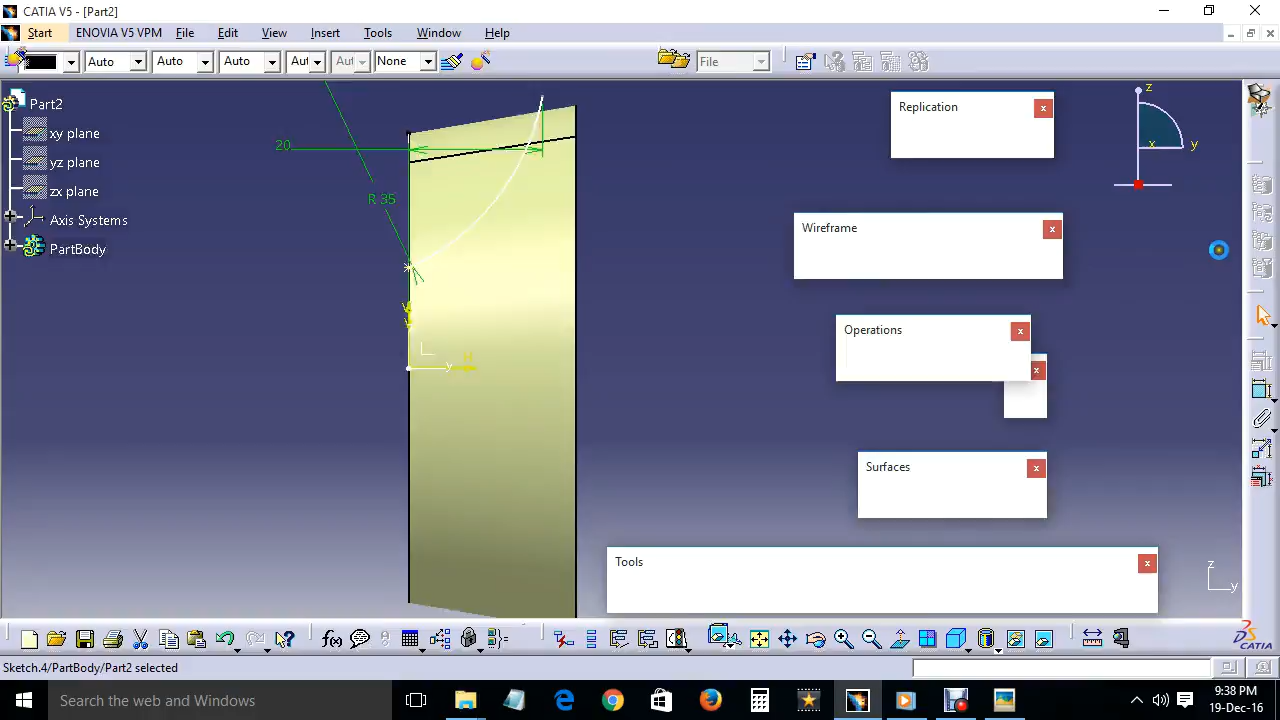 CATIA V5 - [Part2]
Start ENOVIA V5 VPM File Edit View Insert Tools Window Help
Auto Auto Auto Aut Aut None File
Part2
xy plane
yz plane
zx plane
Axis Systems
PartBody
20
R 35
V
H
y
Replication
Wireframe
Operations
Surfaces
Tools
z
y
x
z
y
f(x)
CATIA
Sketch.4/PartBody/Part2 selected
Search the web and Windows
9:38 PM
19-Dec-16